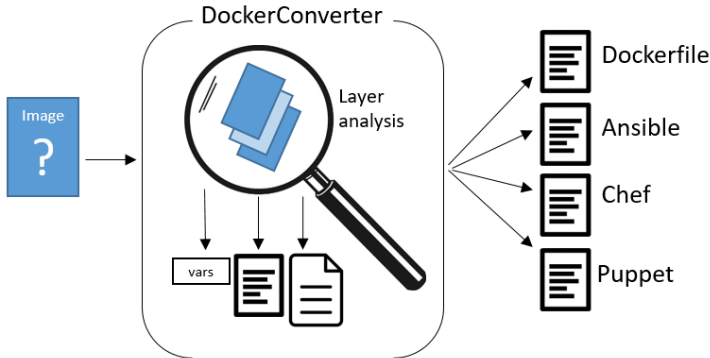 DockerConverter
Image
?
Layer
analysis
vars
Dockerfile
Ansible
Chef
Puppet